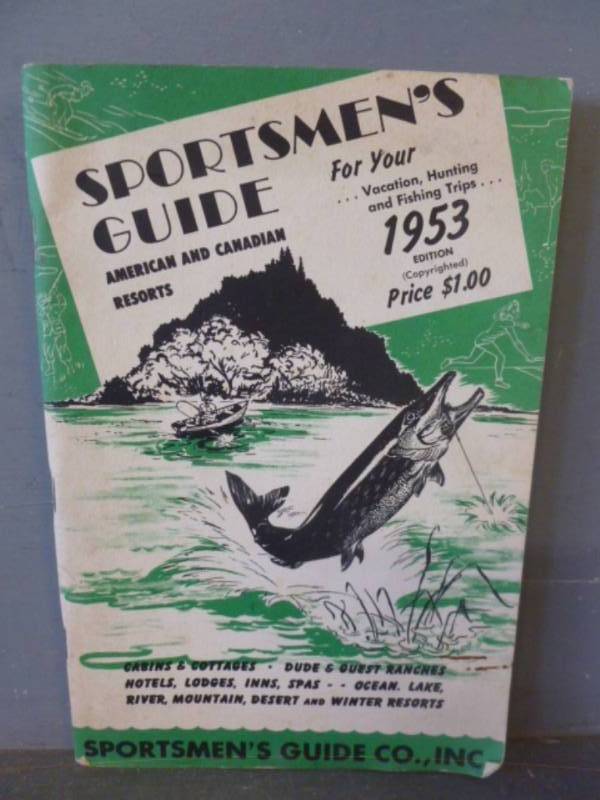 SPORTSMEN'S
GUIDE
AMERICAN AND CANADIAN
RESORTS
For Your
... Vacation, Hunting
and Fishing Trips ...
1953
EDITION
(Copyrighted)
Price $1.00
CABINS & COTTAGES · DUDE & GUEST RANCHES
HOTELS, LODGES, INNS, SPAS - - OCEAN. LAKE,
RIVER, MOUNTAIN, DESERT AND WINTER RESORTS
SPORTSMEN'S GUIDE CO., INC